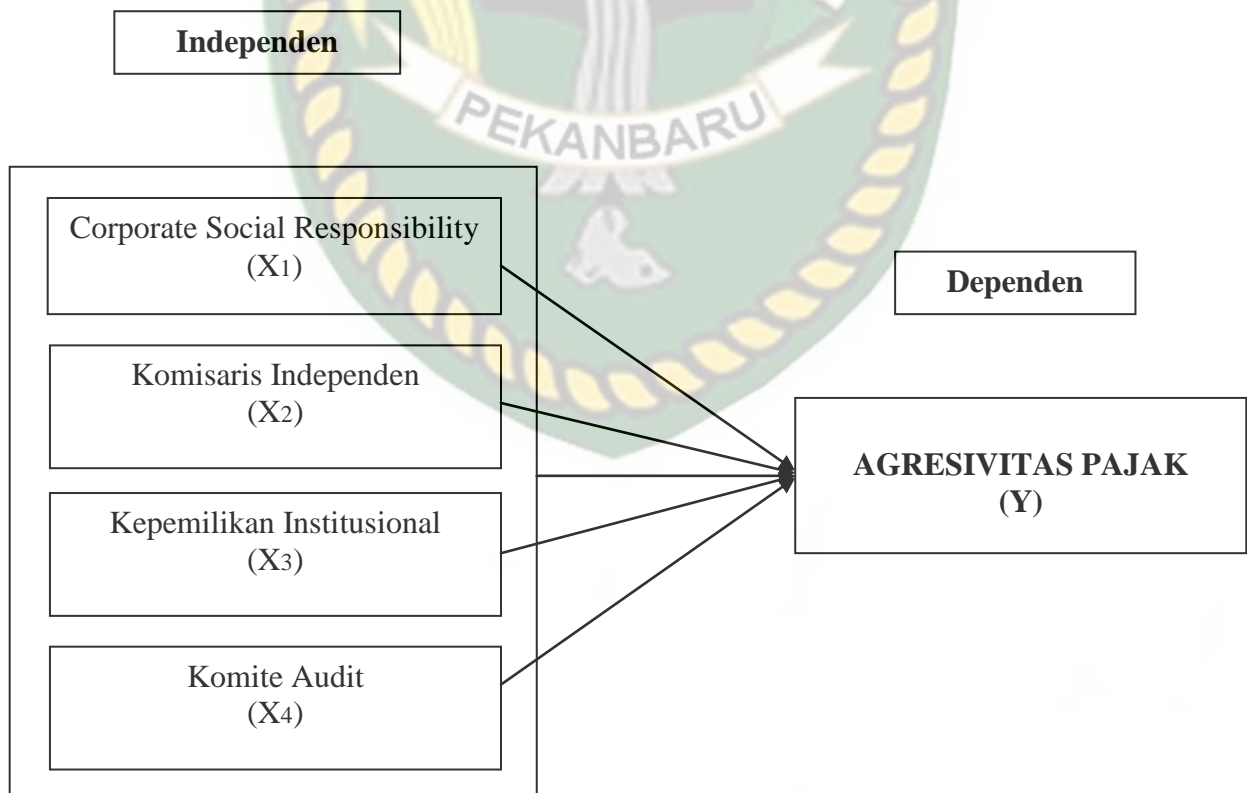 Independen
PEKANBARU
Corporate Social Responsibility
(X1)
Dependen
Komisaris Independen
(X2)
AGRESIVITAS PAJAK
(Y)
Kepemilikan Institusional
(X3)
Komite Audit
(X4)